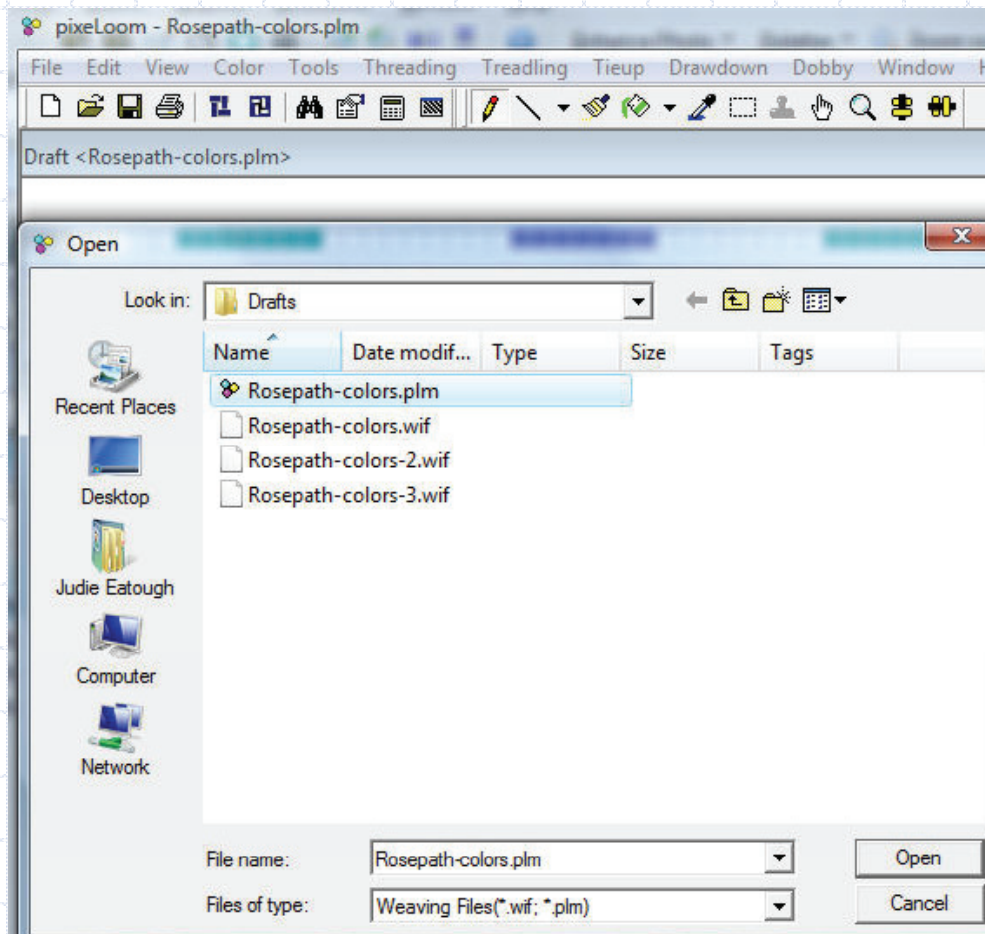 pixeLoom - Rosepath-colors.plm
File Edit View Color Tools Threading Treadling Tieup Drawdown Dobby Window
Draft <Rosepath-colors.plm>
Open
Look in: Drafts
Name Date modif... Type Size Tags
Rosepath-colors.plm
Rosepath-colors.wif
Rosepath-colors-2.wif
Rosepath-colors-3.wif
Recent Places
Desktop
Judie Eatough
Computer
Network
File name: Rosepath-colors.plm Open
Files of type: Weaving Files(*.wif; *.plm) Cancel